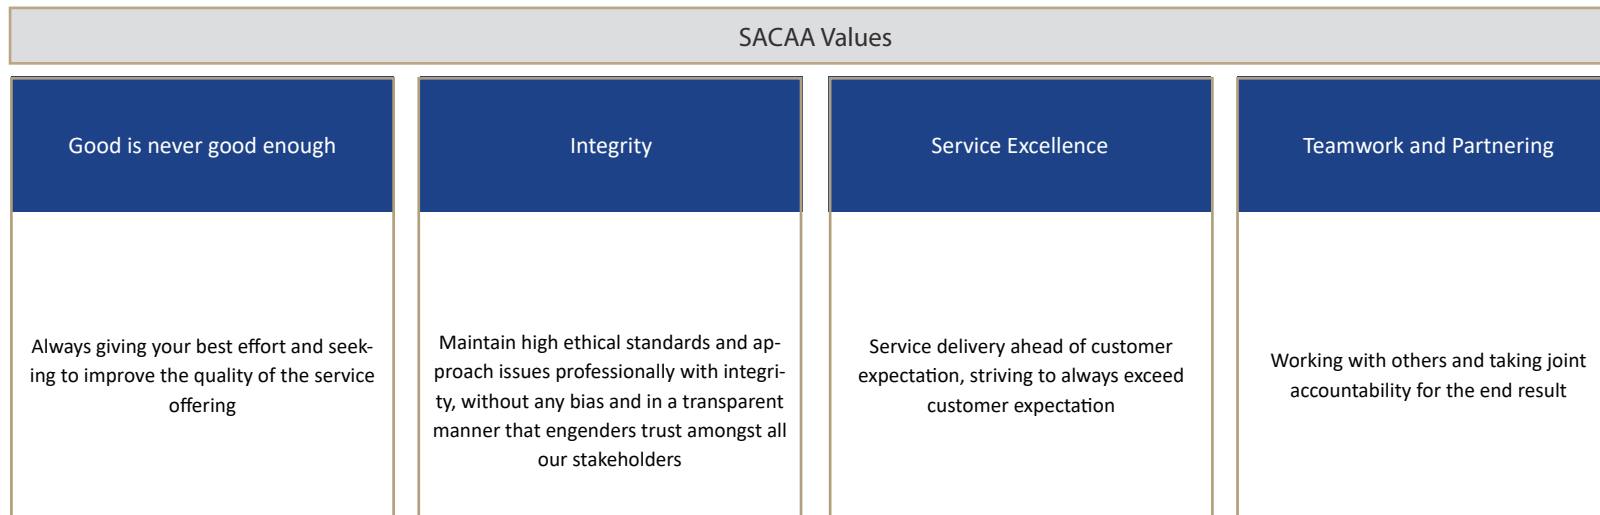 SACAA Values
Good is never good enough
Always giving your best effort and seek-
ing to improve the quality of the service
offering
Integrity
Maintain high ethical standards and ap-
proach issues professionally with integri-
ty, without any bias and in a transparent
manner that engenders trust amongst all
our stakeholders
Service Excellence
Service delivery ahead of customer
expectation, striving to always exceed
customer expectation
Teamwork and Partnering
Working with others and taking joint
accountability for the end result